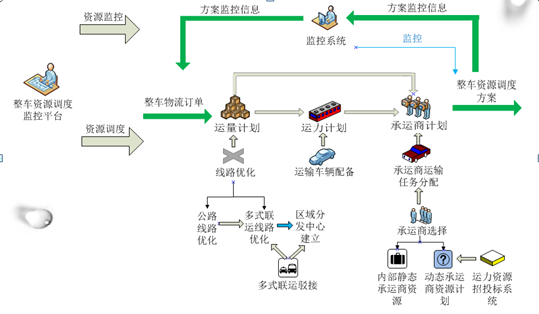 资源监控
方案监控信息
方案监控信息
监控系统
监控
整车资源调度
监控平台
整车物流订单
整车资源调度
方案
资源调度
运量计划
运力计划
承运商计划
线路优化
运输车辆配备
承运商运输
任务分配
公路
线路
优化
多式联
运线路
优化
区域分
发中心
建立
承运商选择
多式联运驳接
内部静态
承运商资
源
动态承运
商资源计
划
运力资源
招投标系
统